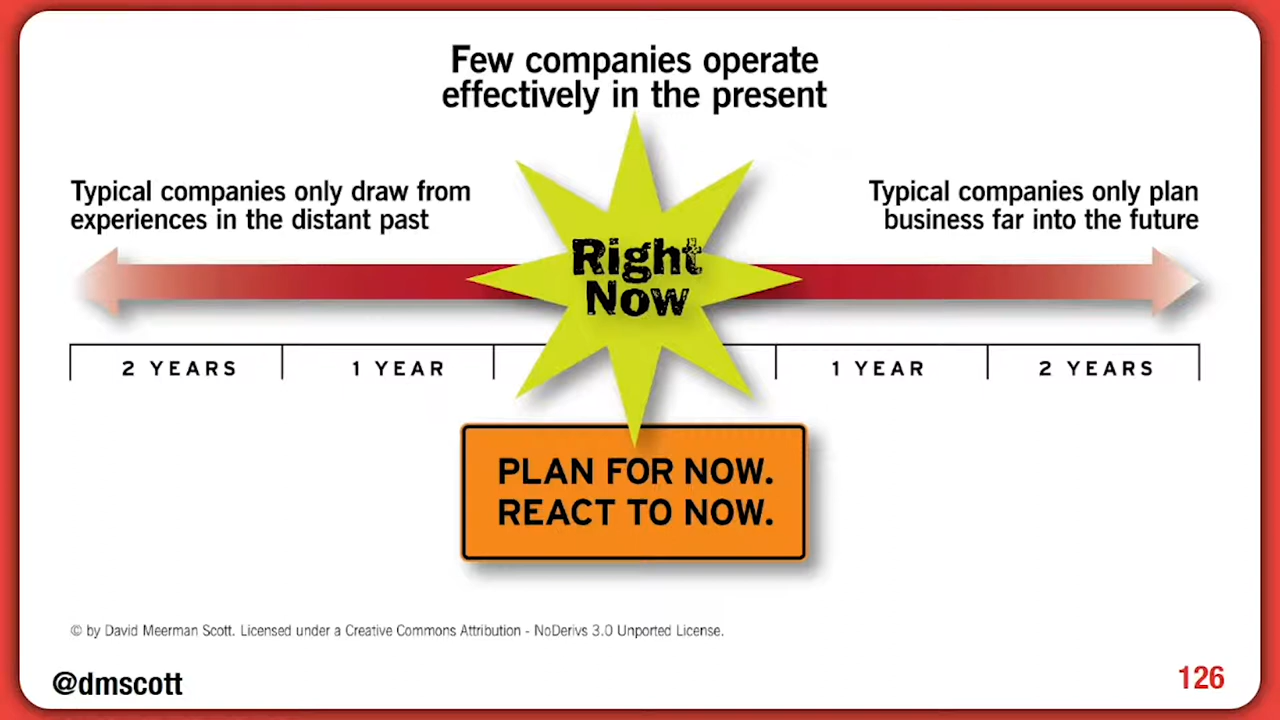 Few companies operate
effectively in the present
Typical companies only draw from
experiences in the distant past
Typical companies only plan
business far into the future
Right
Now
2 YEARS
1 YEAR
1 YEAR
2 YEARS
PLAN FOR NOW.
REACT TO NOW.
© by David Meerman Scott. Licensed under a Creative Commons Attribution - NoDerivs 3.0 Unported License.
@dmscott
126